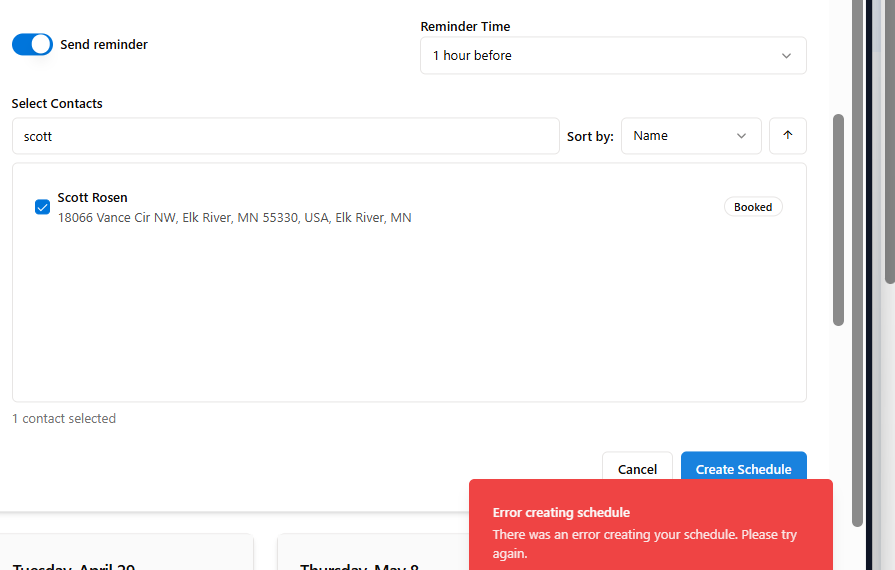 Reminder Time
Send reminder
1 hour before
Select Contacts
scott
Sort by:
Name
Scott Rosen
18066 Vance Cir NW, Elk River, MN 55330, USA, Elk River, MN
Booked
1 contact selected
Cancel
Create Schedule
Error creating schedule
There was an error creating your schedule. Please try
again.
Tuesday, April 29
Thursday, May 8